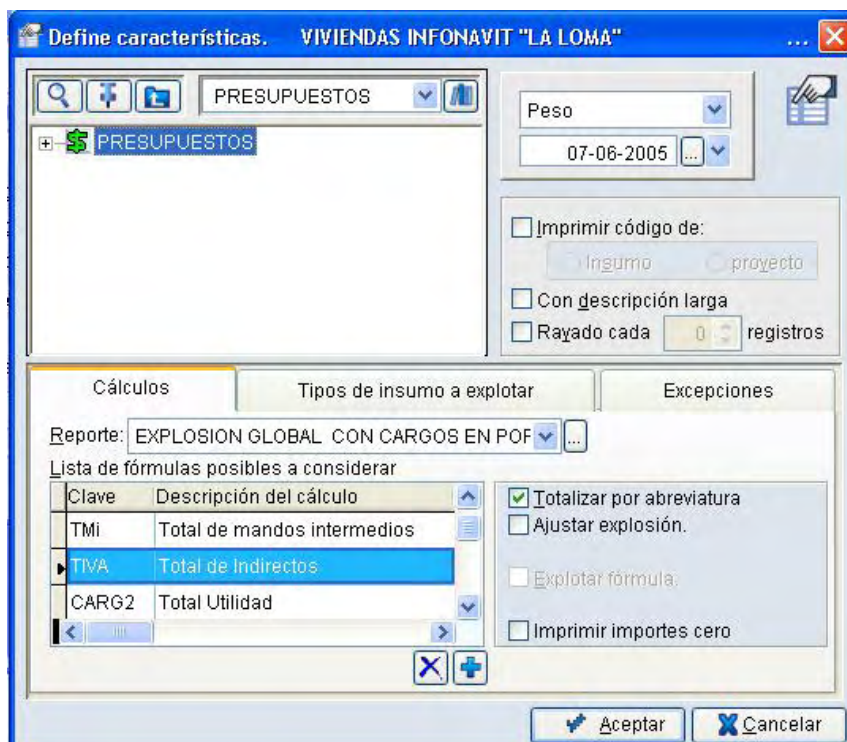 Define características. VIVIENDAS INFONAVIT "LA LOMA" ...
PRESUPUESTOS
PRESUPUESTOS
Peso
07-06-2005 ...
Imprimir código de:
Insumo proyecto
Con descripción larga
Rayado cada 0 registros
Cálculos Tipos de insumo a explotar Excepciones
Reporte: EXPLOSION GLOBAL CON CARGOS EN POR ...
Lista de fórmulas posibles a considerar
Clave Descripción del cálculo
TMi Total de mandos intermedios
TIVA Total de Indirectos
CARG2 Total Utilidad
Totalizar por abreviatura
Ajustar explosión.
Explotar fórmula.
Imprimir importes cero
Aceptar Cancelar